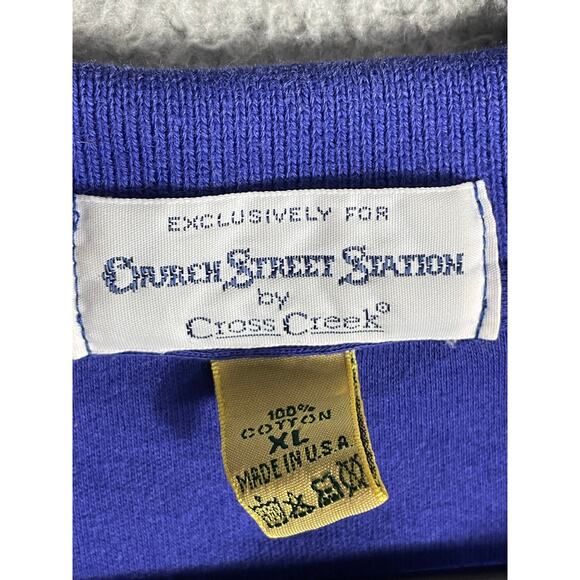 EXCLUSIVELY FOR
CHURCH STREET STATION
by
Cross Creek®
100%
COTTON
XL
MADE IN U.S.A.